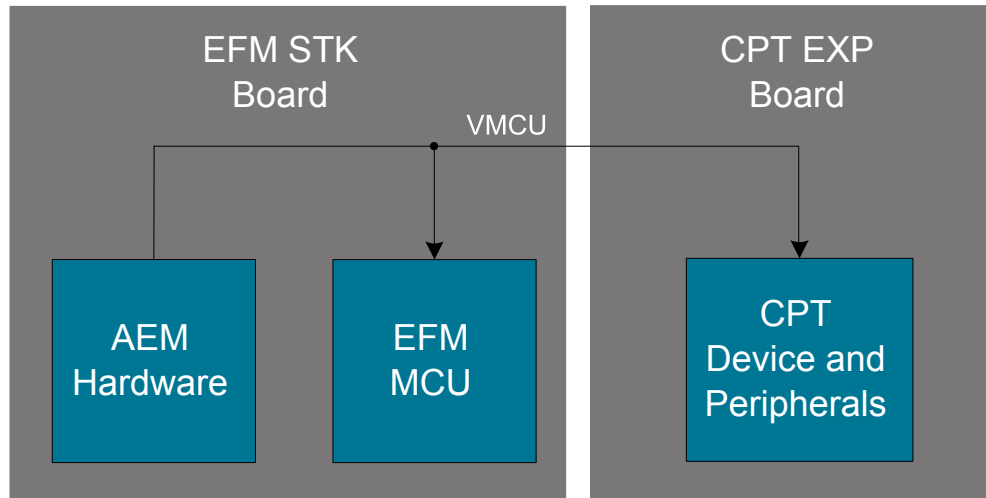 EFM STK
Board
CPT EXP
Board
VMCU
AEM
Hardware
EFM
MCU
CPT
Device and
Peripherals